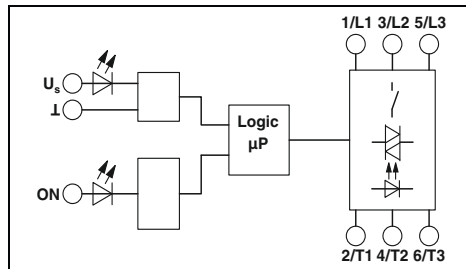 1/L1 3/L2 5/L3
Us
⊥
ON
Logic
µP
2/T1 4/T2 6/T3